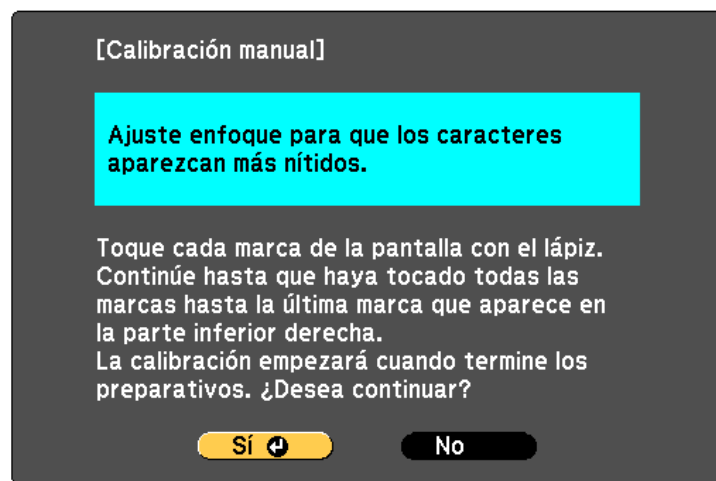 [Calibración manual]
Ajuste enfoque para que los caracteres
aparezcan más nítidos.
Toque cada marca de la pantalla con el lápiz.
Continúe hasta que haya tocado todas las
marcas hasta la última marca que aparece en
la parte inferior derecha.
La calibración empezará cuando termine los
preparativos. ¿Desea continuar?
Sí
No